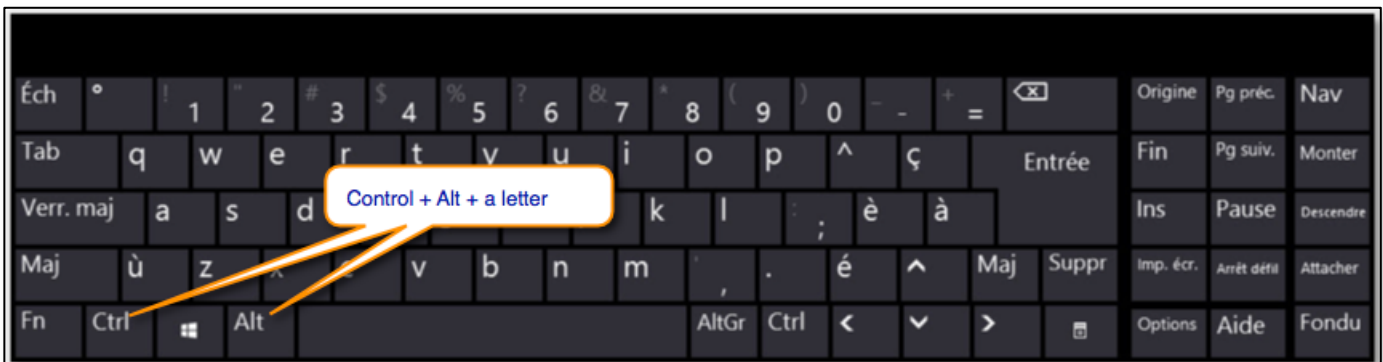 Éch ° ! 1 " 2 # 3 $ 4 % 5 ? 6 & 7 * 8 ( 9 ) 0 _ - + = Origine Pg préc. Nav
Tab q w e r t y u i o p ^ ç Entrée Fin Pg suiv. Monter
Control + Alt + a letter
Verr. maj a s d k l : ; è à Ins Pause Descendre
Maj ù z x c v b n m ' , . é Maj Suppr Imp. écr. Arrêt défil Attacher
Fn Ctrl Alt AltGr Ctrl Options Aide Fondu